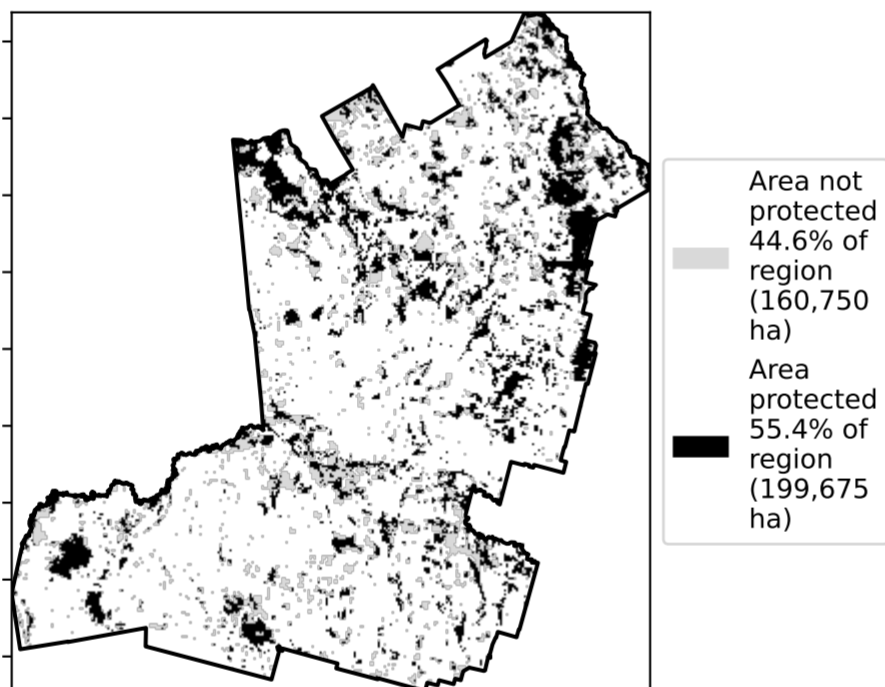 Area not
protected
44.6% of
region
(160,750
ha)
Area
protected
55.4% of
region
(199,675
ha)